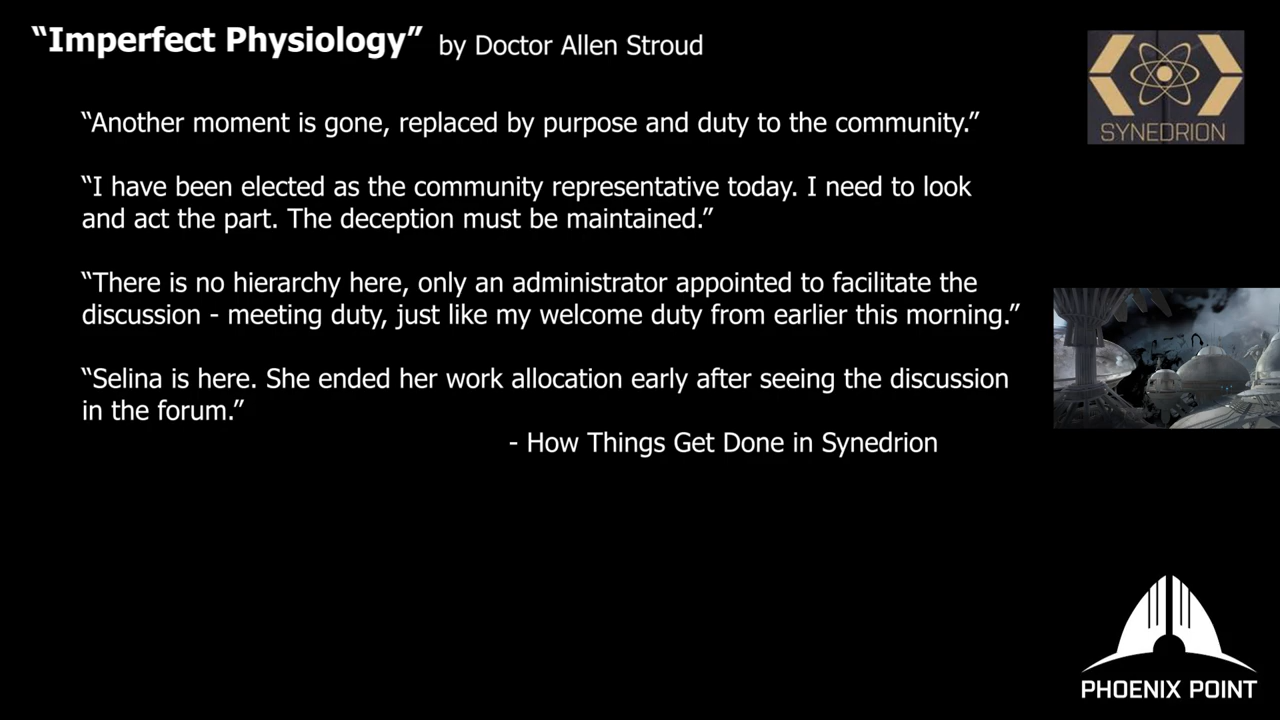 “Imperfect Physiology” by Doctor Allen Stroud
SYNEDRION
“Another moment is gone, replaced by purpose and duty to the community.”
“I have been elected as the community representative today. I need to look
and act the part. The deception must be maintained.”
“There is no hierarchy here, only an administrator appointed to facilitate the
discussion - meeting duty, just like my welcome duty from earlier this morning.”
“Selina is here. She ended her work allocation early after seeing the discussion
in the forum.”
- How Things Get Done in Synedrion
PHOENIX POINT